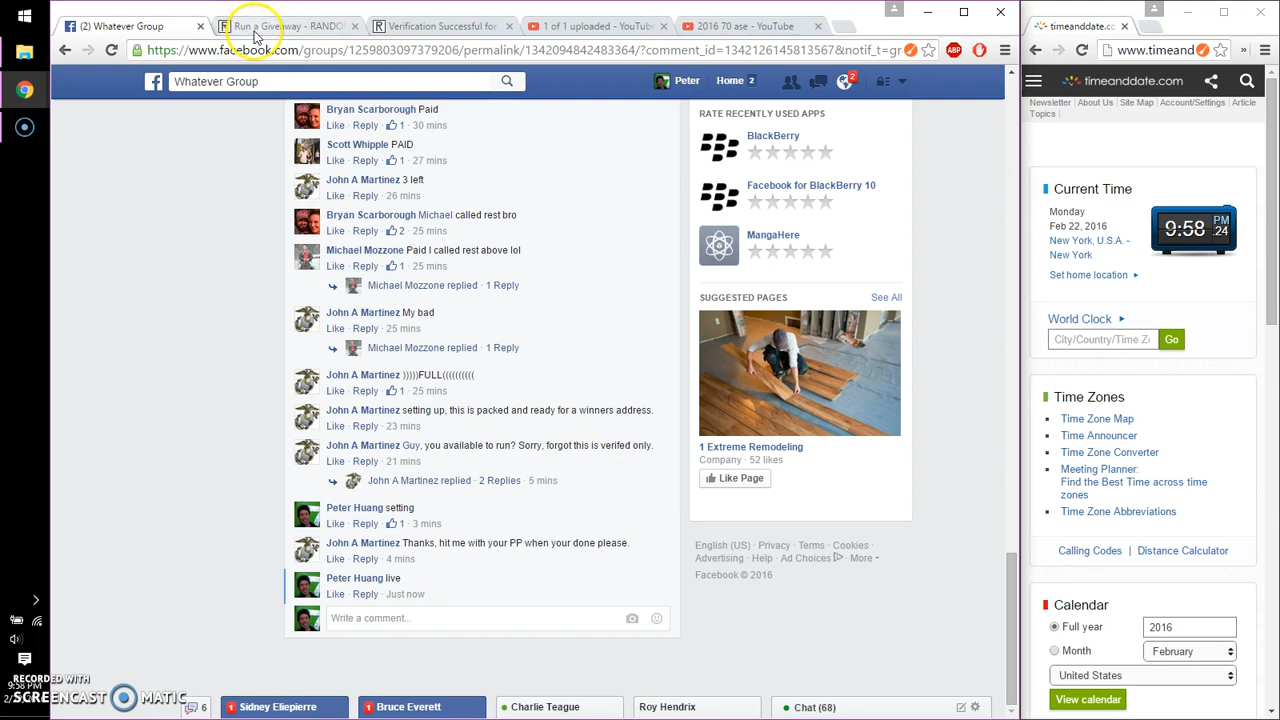 (2) Whatever Group
Run a Giveaway - RANDO
Verification Successful for
1 of 1 uploaded - YouTube
2016 70 ase - YouTube
timeanddate.com
https://www.facebook.com/groups/1259803097379206/permalink/1342094842483364/?comment_id=1342126145813567&notif_t=gr
ABP
www.timeand
Whatever Group
Peter
Home 2
2
timeanddate.com
Newsletter | About Us | Site Map | Account/Settings | Article
Topics |
Bryan Scarborough Paid
Like · Reply · 1 · 30 mins
Scott Whipple PAID
Like · Reply · 1 · 27 mins
John A Martinez 3 left
Like · Reply · 26 mins
Bryan Scarborough Michael called rest bro
Like · Reply · 2 · 25 mins
Michael Mozzone Paid I called rest above lol
Like · Reply · 1 · 25 mins
Michael Mozzone replied · 1 Reply
John A Martinez My bad
Like · Reply · 25 mins
Michael Mozzone replied · 1 Reply
John A Martinez )))))FULL((((((((((
Like · Reply · 1 · 25 mins
John A Martinez setting up, this is packed and ready for a winners address.
Like · Reply · 23 mins
John A Martinez Guy, you available to run? Sorry, forgot this is verifed only.
Like · Reply · 21 mins
John A Martinez replied · 2 Replies · 5 mins
Peter Huang setting
Like · Reply · 1 · 3 mins
John A Martinez Thanks, hit me with your PP when your done please.
Like · Reply · 4 mins
Peter Huang live
Like · Reply · Just now
Write a comment...
RATE RECENTLY USED APPS
BlackBerry
Facebook for BlackBerry 10
MangaHere
SUGGESTED PAGES
See All
1 Extreme Remodeling
Company · 52 likes
Like Page
English (US) · Privacy · Terms · Cookies ·
Advertising · Help · Ad Choices · More
Facebook © 2016
Current Time
Monday
Feb 22, 2016
New York, U.S.A. -
New York
9:58 PM 24
Set home location
World Clock
City/Country/Time Z
Go
Time Zones
Time Zone Map
Time Announcer
Time Zone Converter
Meeting Planner:
Find the Best Time across time
zones
Time Zone Abbreviations
Calling Codes | Distance Calculator
Calendar
Full year
2016
Month
February
United States
View calendar
9:58 PM
RECORDED WITH
SCREENCAST MATIC
6
1 Sidney Eliepierre
1 Bruce Everett
Charlie Teague
Roy Hendrix
Chat (68)